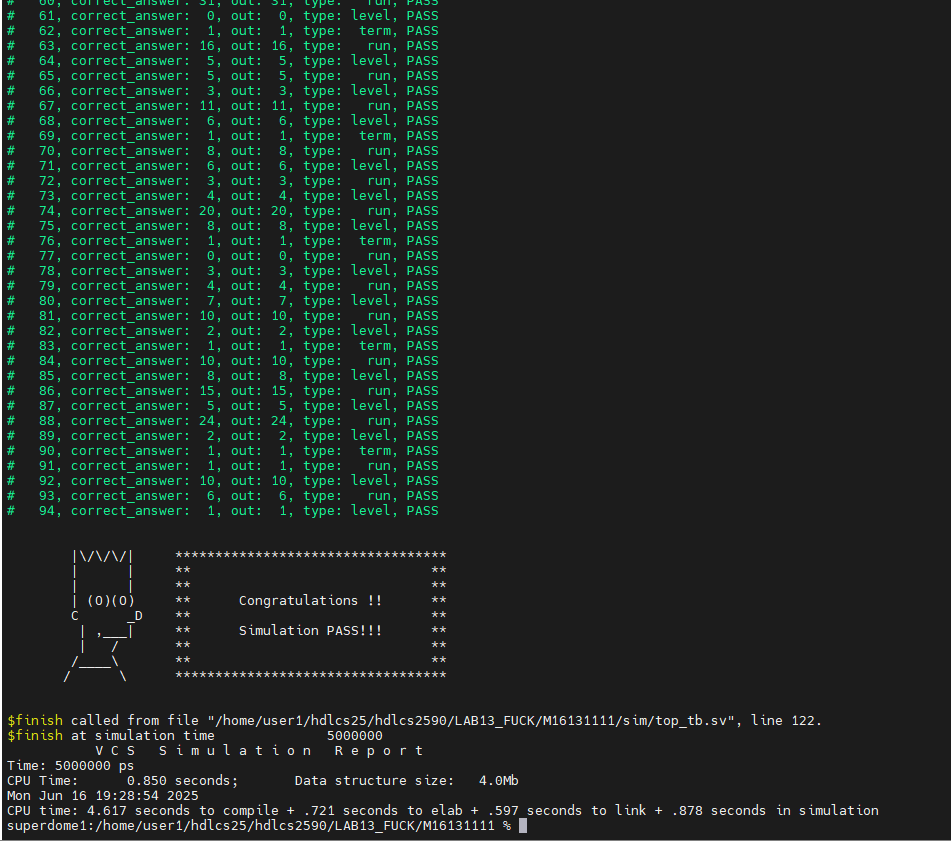 #   60, correct_answer: 31, out: 31, type:   run, PASS
#   61, correct_answer:  0, out:  0, type: level, PASS
#   62, correct_answer:  1, out:  1, type:  term, PASS
#   63, correct_answer: 16, out: 16, type:   run, PASS
#   64, correct_answer:  5, out:  5, type: level, PASS
#   65, correct_answer:  5, out:  5, type:   run, PASS
#   66, correct_answer:  3, out:  3, type: level, PASS
#   67, correct_answer: 11, out: 11, type:   run, PASS
#   68, correct_answer:  6, out:  6, type: level, PASS
#   69, correct_answer:  1, out:  1, type:  term, PASS
#   70, correct_answer:  8, out:  8, type:   run, PASS
#   71, correct_answer:  6, out:  6, type: level, PASS
#   72, correct_answer:  3, out:  3, type:   run, PASS
#   73, correct_answer:  4, out:  4, type: level, PASS
#   74, correct_answer: 20, out: 20, type:   run, PASS
#   75, correct_answer:  8, out:  8, type: level, PASS
#   76, correct_answer:  1, out:  1, type:  term, PASS
#   77, correct_answer:  0, out:  0, type:   run, PASS
#   78, correct_answer:  3, out:  3, type: level, PASS
#   79, correct_answer:  4, out:  4, type:   run, PASS
#   80, correct_answer:  7, out:  7, type: level, PASS
#   81, correct_answer: 10, out: 10, type:   run, PASS
#   82, correct_answer:  2, out:  2, type: level, PASS
#   83, correct_answer:  1, out:  1, type:  term, PASS
#   84, correct_answer: 10, out: 10, type:   run, PASS
#   85, correct_answer:  8, out:  8, type: level, PASS
#   86, correct_answer: 15, out: 15, type:   run, PASS
#   87, correct_answer:  5, out:  5, type: level, PASS
#   88, correct_answer: 24, out: 24, type:   run, PASS
#   89, correct_answer:  2, out:  2, type: level, PASS
#   90, correct_answer:  1, out:  1, type:  term, PASS
#   91, correct_answer:  1, out:  1, type:   run, PASS
#   92, correct_answer: 10, out: 10, type: level, PASS
#   93, correct_answer:  6, out:  6, type:   run, PASS
#   94, correct_answer:  1, out:  1, type: level, PASS
        |\/\/\/|     **********************************
        |      |     **                              **
        |      |     **                              **
        | (O)(O)     **      Congratulations !!      **
        C      _D    **                              **
         | ,___|     **      Simulation PASS!!!      **
         |   /       **                              **
        /____\       **                              **
       /      \      **********************************
$finish called from file "/home/user1/hdlcs25/hdlcs2590/LAB13_FUCK/M16131111/sim/top_tb.sv", line 122.
$finish at simulation time              5000000
           V C S   S i m u l a t i o n   R e p o r t
Time: 5000000 ps
CPU Time:      0.850 seconds;       Data structure size:   4.0Mb
Mon Jun 16 19:28:54 2025
CPU time: 4.617 seconds to compile + .721 seconds to elab + .597 seconds to link + .878 seconds in simulation
superdome1:/home/user1/hdlcs25/hdlcs2590/LAB13_FUCK/M16131111 %